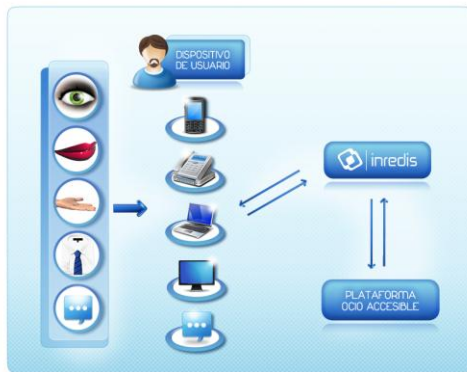 DISPOSITIVO
DE USUARIO
inredis
PLATAFORMA
OCIO ACCESIBLE